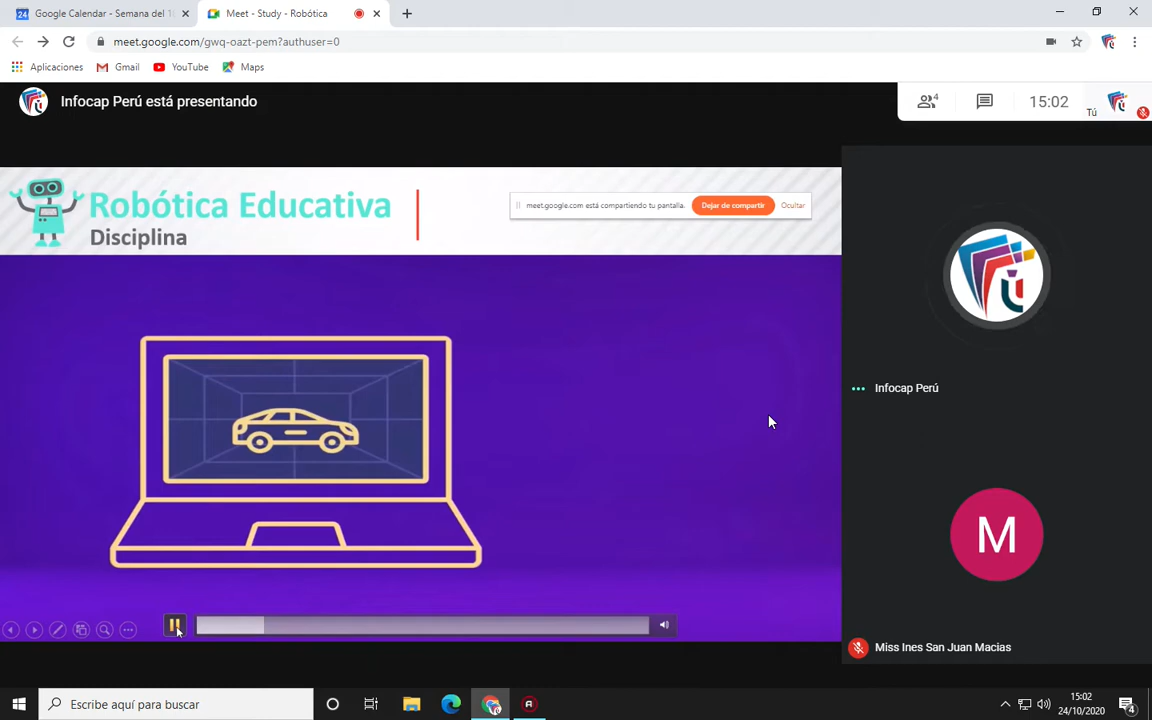 Google Calendar - Semana del 1
Meet - Study - Robótica
meet.google.com/gwq-oazt-pem?authuser=0
Aplicaciones
Gmail
YouTube
Maps
Infocap Perú está presentando
4
15:02
Tú
Robótica Educativa
Disciplina
meet.google.com está compartiendo tu pantalla.
Dejar de compartir
Ocultar
Infocap Perú
M
Miss Ines San Juan Macias
Escribe aquí para buscar
15:02
24/10/2020
4